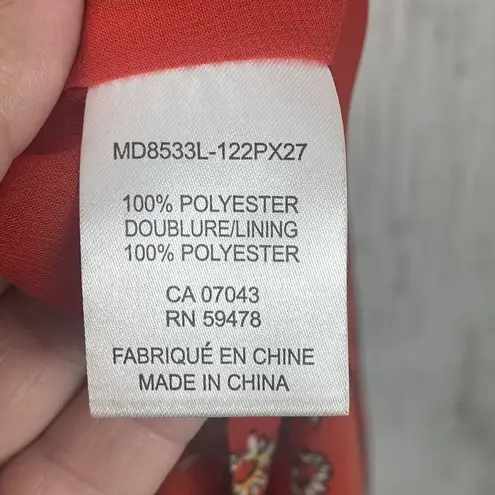 MD8533L-122PX27
100% POLYESTER
DOUBLURE/LINING
100% POLYESTER
CA 07043
RN 59478
FABRIQUÉ EN CHINE
MADE IN CHINA